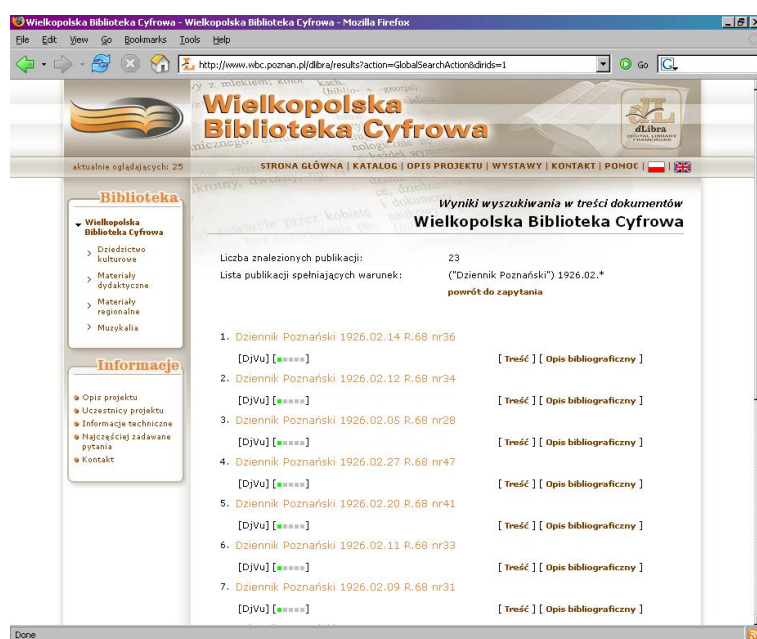 Wielkopolska Biblioteka Cyfrowa - Wielkopolska Biblioteka Cyfrowa - Mozilla Firefox
File Edit View Go Bookmarks Tools Help
http://www.wbc.poznan.pl/dlibra/results?action=GlobalSearchAction&dirids=1
Go
Wielkopolska
Biblioteka Cyfrowa
dLibra
DIGITAL LIBRARY
FRAMEWORK
aktualnie oglądających: 25
STRONA GŁÓWNA | KATALOG | OPIS PROJEKTU | WYSTAWY | KONTAKT | POMOC |
Biblioteka
Wielkopolska
Biblioteka Cyfrowa
Dziedzictwo
kulturowe
Materiały
dydaktyczne
Materiały
regionalne
Muzykalia
Informacje
Opis projektu
Uczestnicy projektu
Informacje techniczne
Najczęściej zadawane
pytania
Kontakt
Wyniki wyszukiwania w treści dokumentów
Wielkopolska Biblioteka Cyfrowa
Liczba znalezionych publikacji: 23
Lista publikacji spełniających warunek: ("Dziennik Poznański") 1926.02.*
powrót do zapytania
1. Dziennik Poznański 1926.02.14 R.68 nr36
[DjVu] [ Treść ] [ Opis bibliograficzny ]
2. Dziennik Poznański 1926.02.12 R.68 nr34
[DjVu] [ Treść ] [ Opis bibliograficzny ]
3. Dziennik Poznański 1926.02.05 R.68 nr28
[DjVu] [ Treść ] [ Opis bibliograficzny ]
4. Dziennik Poznański 1926.02.27 R.68 nr47
[DjVu] [ Treść ] [ Opis bibliograficzny ]
5. Dziennik Poznański 1926.02.20 R.68 nr41
[DjVu] [ Treść ] [ Opis bibliograficzny ]
6. Dziennik Poznański 1926.02.11 R.68 nr33
[DjVu] [ Treść ] [ Opis bibliograficzny ]
7. Dziennik Poznański 1926.02.09 R.68 nr31
[DjVu] [ Treść ] [ Opis bibliograficzny ]
Done